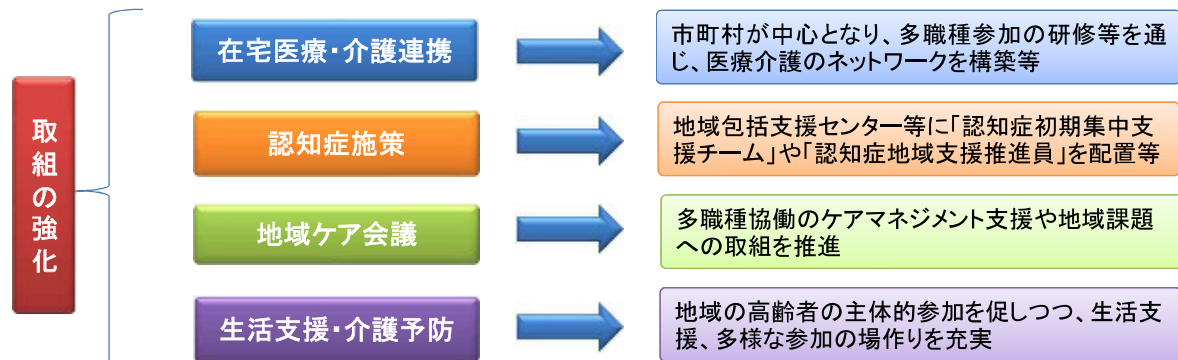 取組の強化
在宅医療・介護連携
市町村が中心となり、多職種参加の研修等を通
じ、医療介護のネットワークを構築等
認知症施策
地域包括支援センター等に「認知症初期集中支
援チーム」や「認知症地域支援推進員」を配置等
地域ケア会議
多職種協働のケアマネジメント支援や地域課題
への取組を推進
生活支援・介護予防
地域の高齢者の主体的参加を促しつつ、生活支
援、多様な参加の場作りを充実